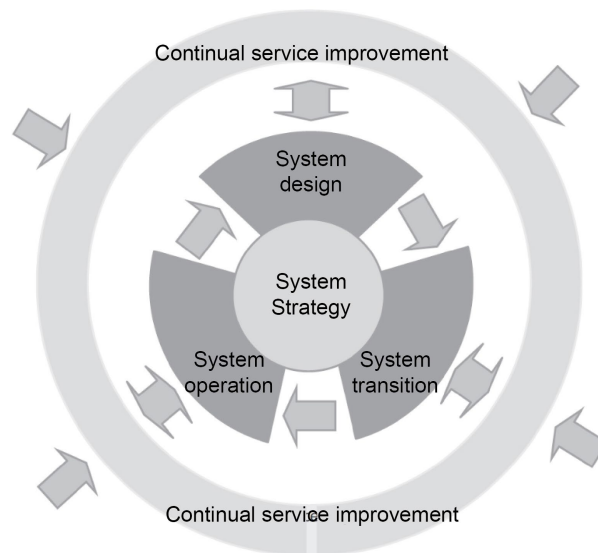 Continual service improvement
System
design
System
Strategy
System
operation
System
transition
Continual service improvement